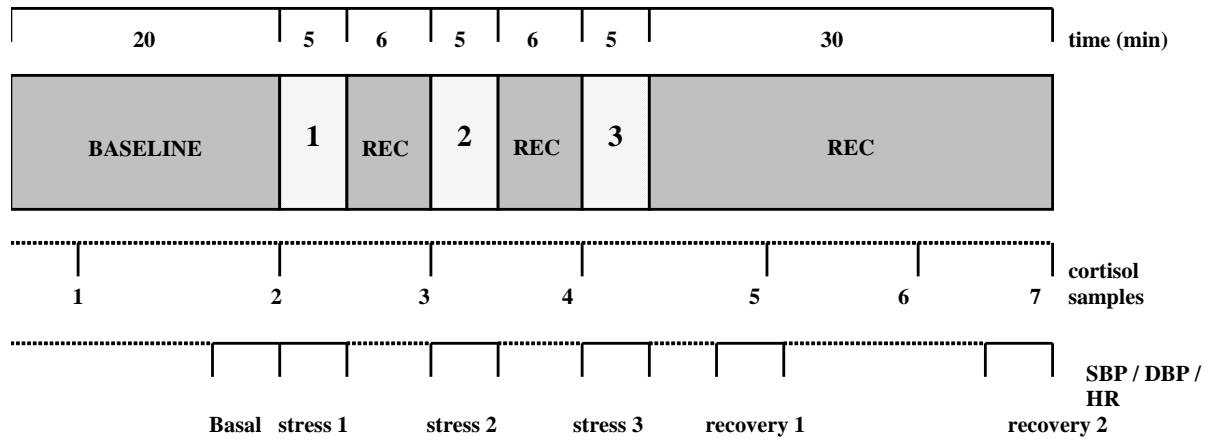 20 5 6 5 6 5 30 time (min)
BASELINE 1 REC 2 REC 3 REC
cortisol
1 2 3 4 5 6 7 samples
SBP / DBP /
HR
Basal stress 1 stress 2 stress 3 recovery 1 recovery 2